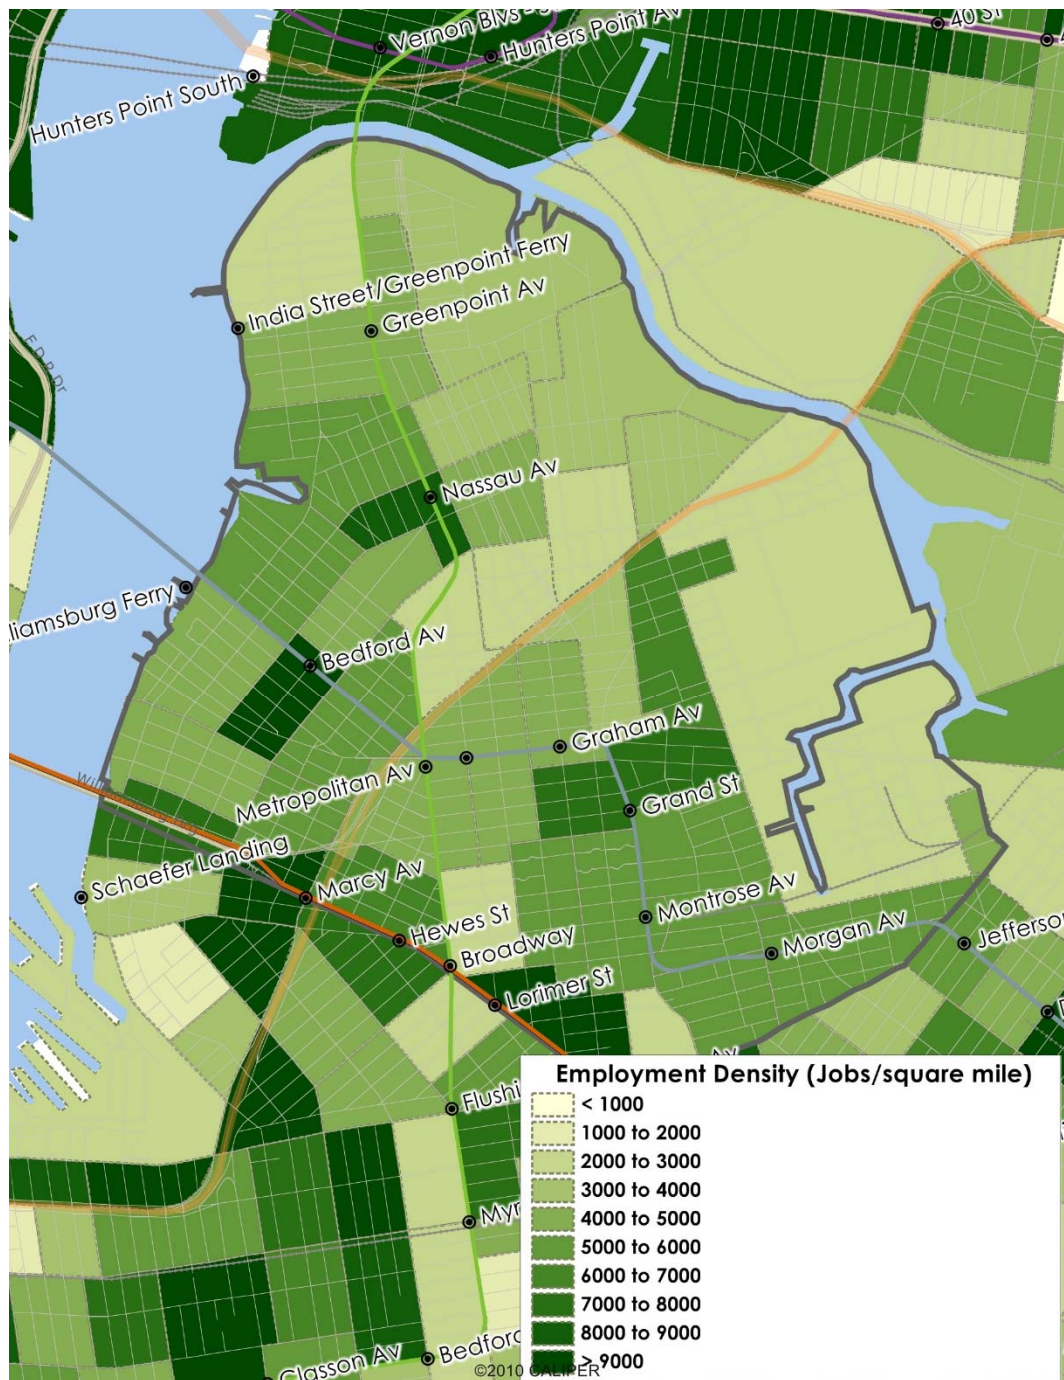 Vernon Blvs
Hunters Point Av
40 St
Hunters Point South
F D R Dr
India Street/Greenpoint Ferry
Greenpoint Av
Nassau Av
lliamsburg Ferry
Bedford Av
Graham Av
Metropolitan Av
Grand St
Schaefer Landing
Marcy Av
Hewes St
Broadway
Montrose Av
Morgan Av
Jefferso
Lorimer St
Flushi
Myr
Classon Av
Bedford
Employment Density (Jobs/square mile)
< 1000
1000 to 2000
2000 to 3000
3000 to 4000
4000 to 5000
5000 to 6000
6000 to 7000
7000 to 8000
8000 to 9000
> 9000
©2010 CALIPER